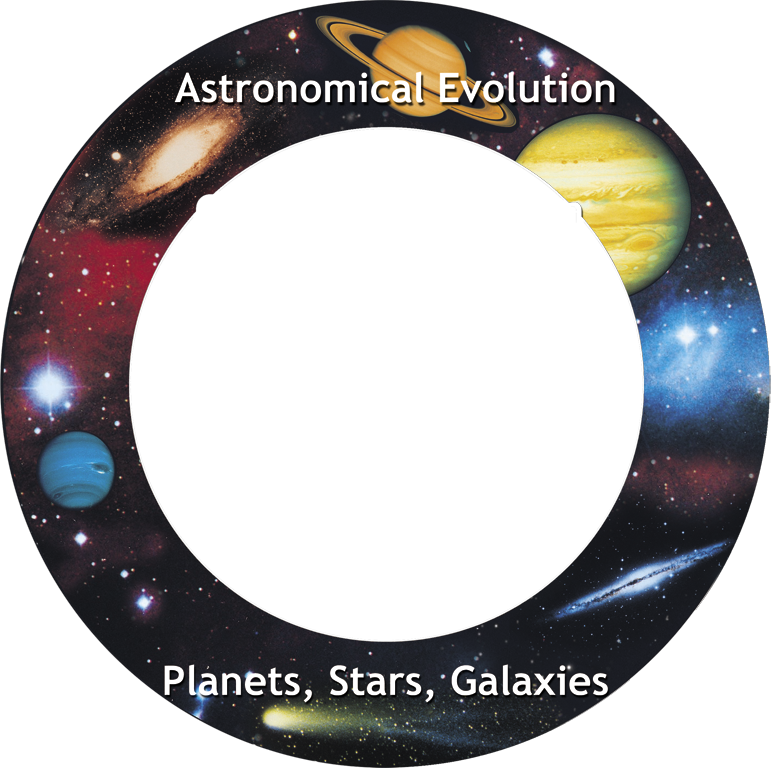 Astronomical Evolution
Planets, Stars, Galaxies